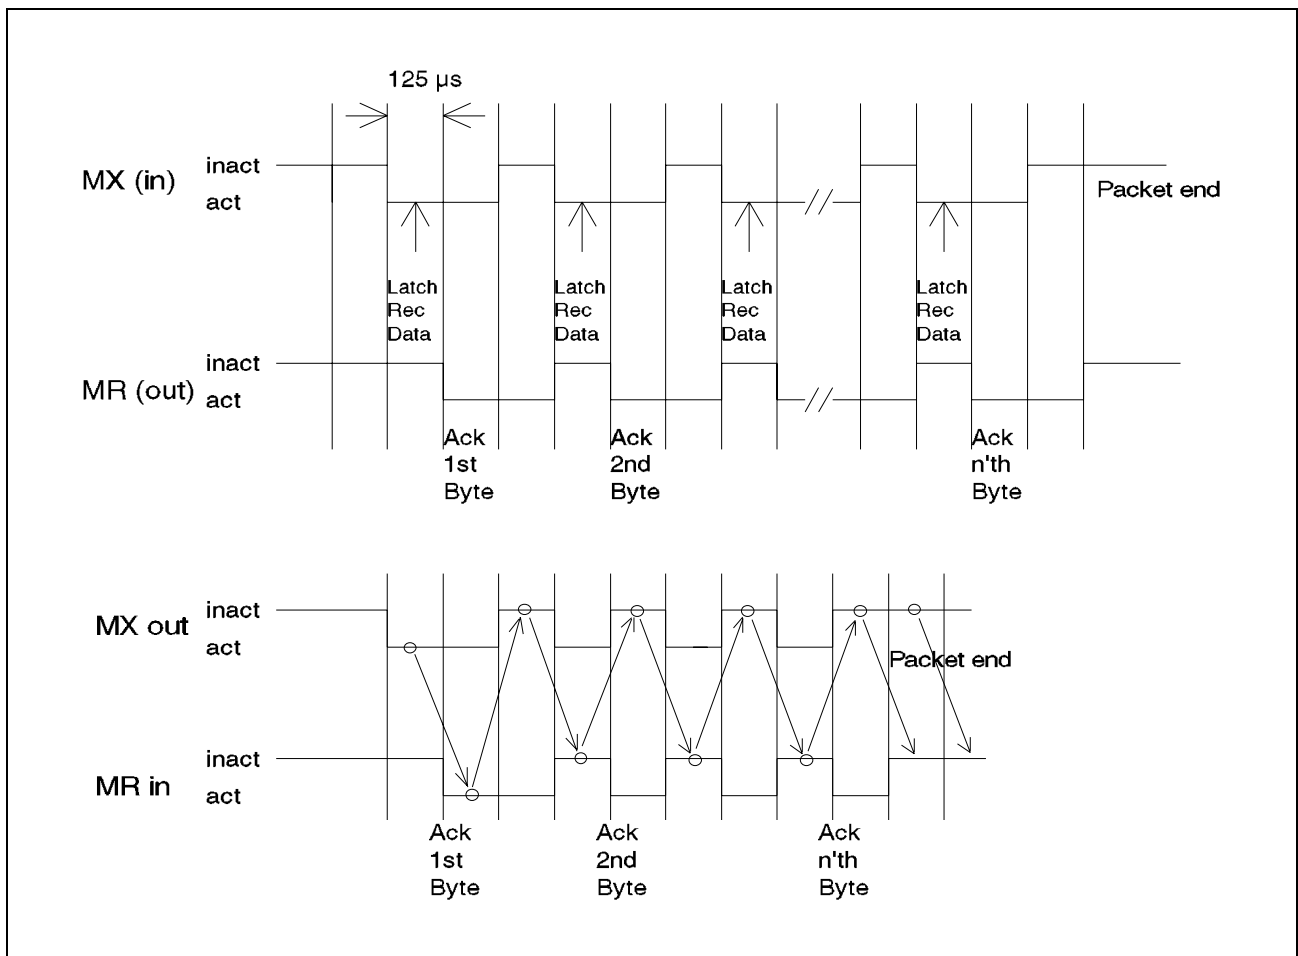 125 µs
MX (in)
inact
act
Packet end
Latch
Rec
Data
Latch
Rec
Data
Latch
Rec
Data
Latch
Rec
Data
MR (out)
inact
act
Ack
1st
Byte
Ack
2nd
Byte
Ack
n'th
Byte
MX out
inact
act
Packet end
MR in
inact
act
Ack
1st
Byte
Ack
2nd
Byte
Ack
n'th
Byte